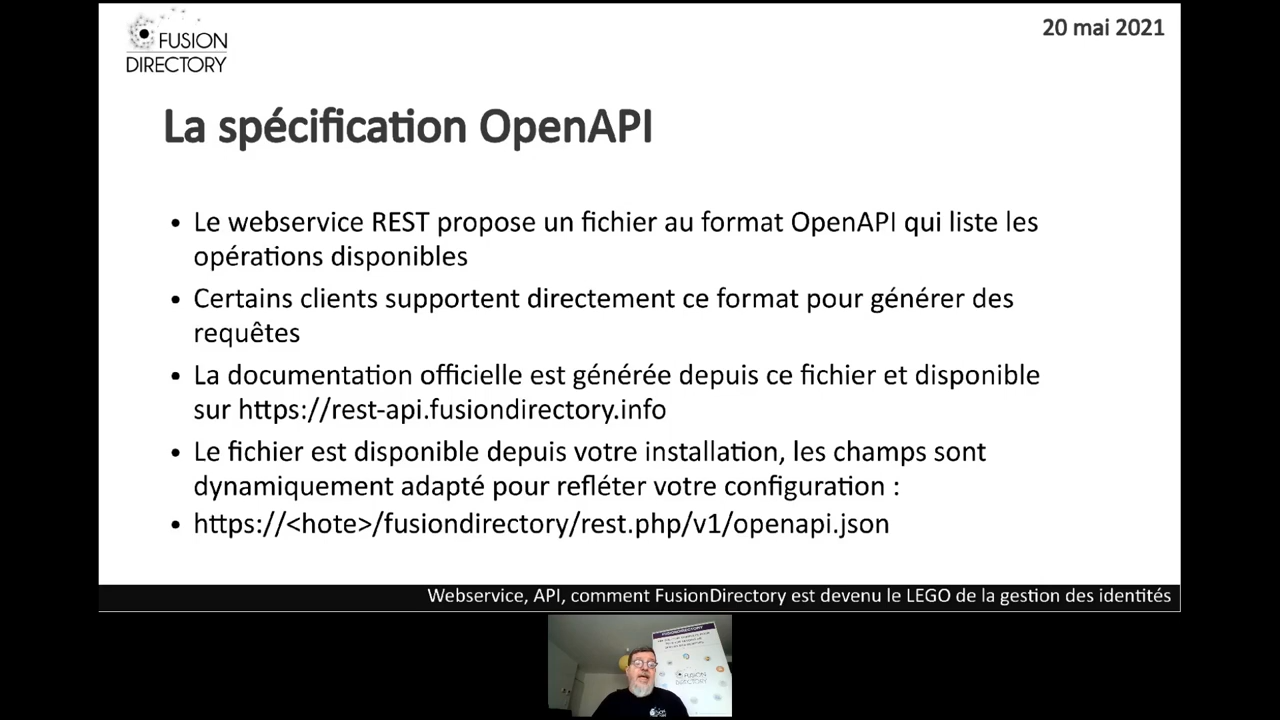 FUSION
DIRECTORY
20 mai 2021
La spécification OpenAPI
• Le webservice REST propose un fichier au format OpenAPI qui liste les
opérations disponibles
• Certains clients supportent directement ce format pour générer des
requêtes
• La documentation officielle est générée depuis ce fichier et disponible
sur https://rest-api.fusiondirectory.info
• Le fichier est disponible depuis votre installation, les champs sont
dynamiquement adapté pour refléter votre configuration :
• https://<hote>/fusiondirectory/rest.php/v1/openapi.json
Webservice, API, comment FusionDirectory est devenu le LEGO de la gestion des identités
FUSION
DIRECTORY